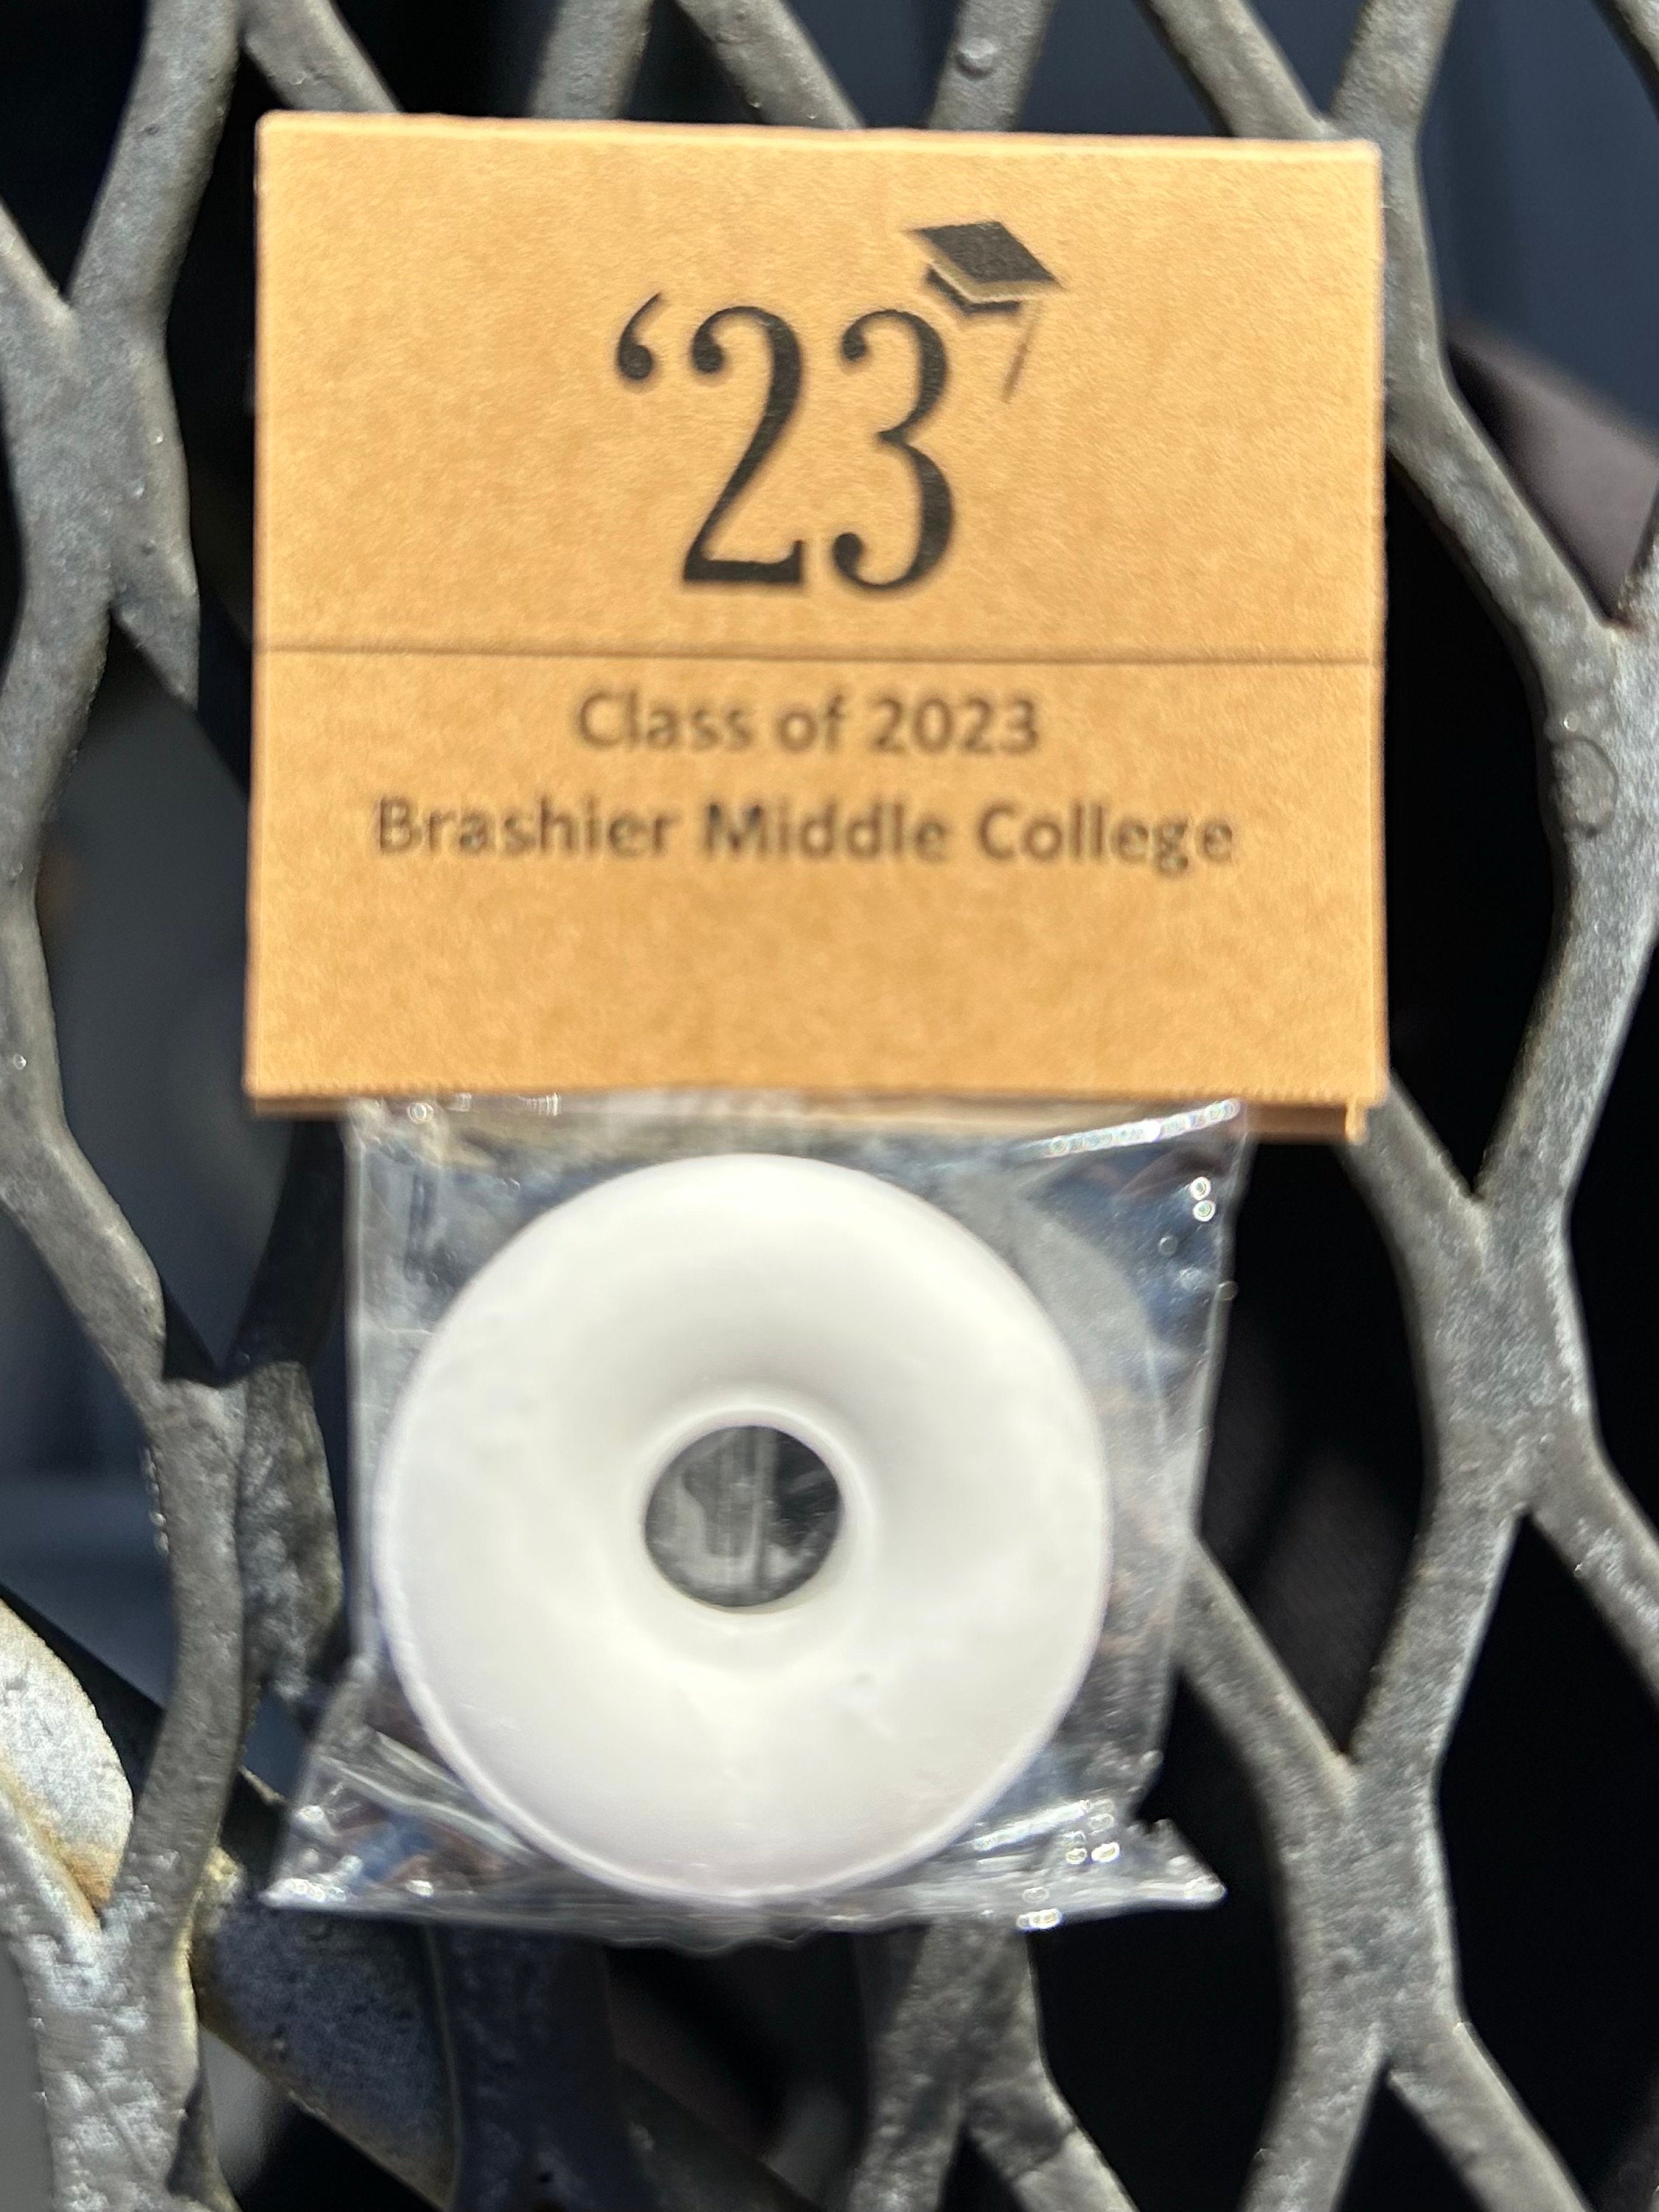 ‘23
Class of 2023
Brashier Middle College